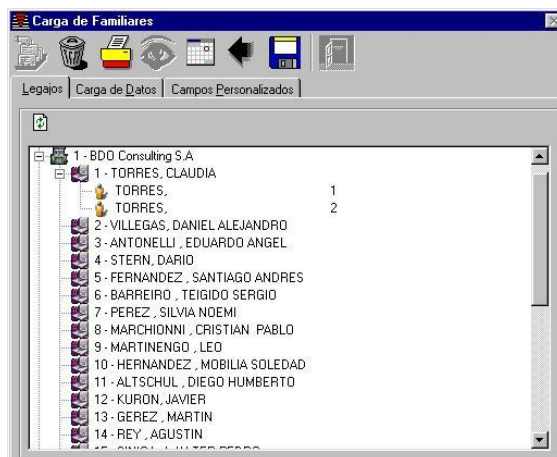 Carga de Familiares
Legajos Carga de Datos Campos Personalizados
1 - BDO Consulting S.A
1 - TORRES, CLAUDIA
TORRES, 1
TORRES, 2
2 - VILLEGAS, DANIEL ALEJANDRO
3 - ANTONELLI , EDUARDO ANGEL
4 - STERN, DARIO
5 - FERNANDEZ , SANTIAGO ANDRES
6 - BARREIRO , TEIGIDO SERGIO
7 - PEREZ , SILVIA NOEMI
8 - MARCHIONNI , CRISTIAN PABLO
9 - MARTINENGO , LEO
10 - HERNANDEZ , MOBILIA SOLEDAD
11 - ALTSCHUL , DIEGO HUMBERTO
12 - KURON, JAVIER
13 - GEREZ , MARTIN
14 - REY , AGUSTIN